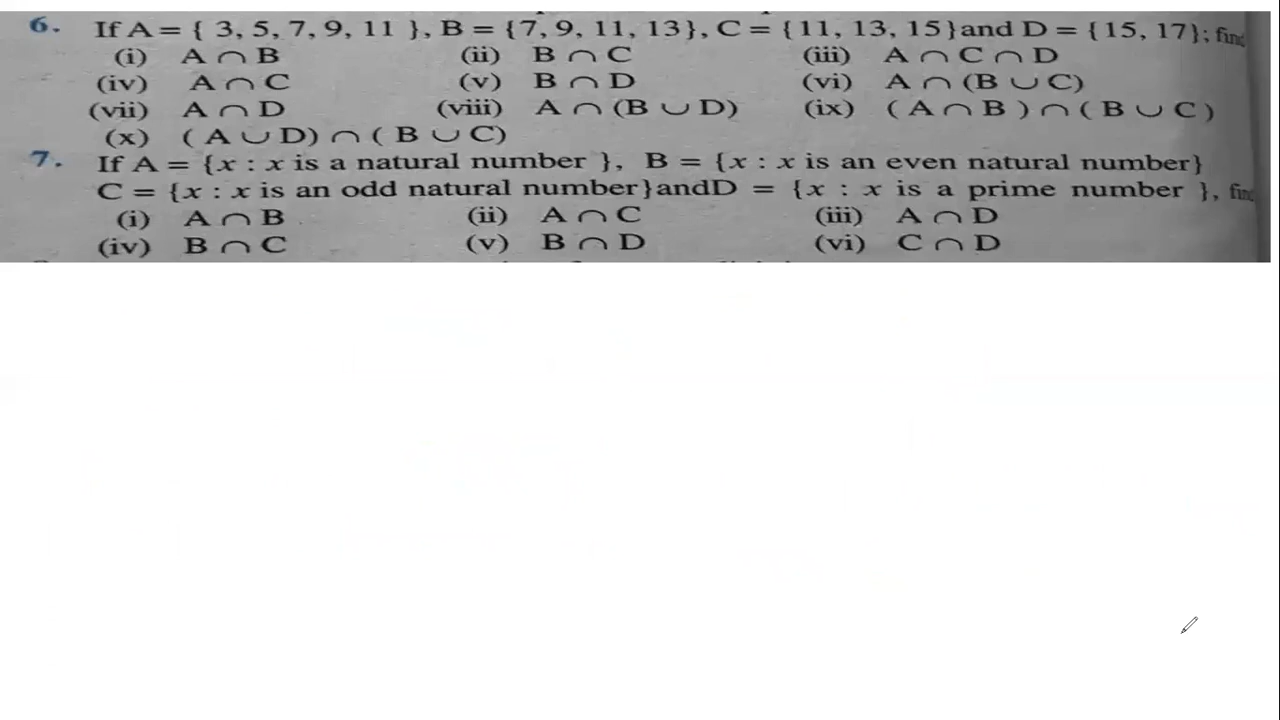 6. If A = { 3, 5, 7, 9, 11 }, B = {7, 9, 11, 13}, C = {11, 13, 15}and D = {15, 17}; find
(i) A ∩ B (ii) B ∩ C (iii) A ∩ C ∩ D
(iv) A ∩ C (v) B ∩ D (vi) A ∩ (B ∪ C)
(vii) A ∩ D (viii) A ∩ (B ∪ D) (ix) ( A ∩ B ) ∩ ( B ∪ C )
(x) ( A ∪ D) ∩ ( B ∪ C)
7. If A = {x : x is a natural number }, B = {x : x is an even natural number}
C = {x : x is an odd natural number}andD = {x : x is a prime number }, find
(i) A ∩ B (ii) A ∩ C (iii) A ∩ D
(iv) B ∩ C (v) B ∩ D (vi) C ∩ D